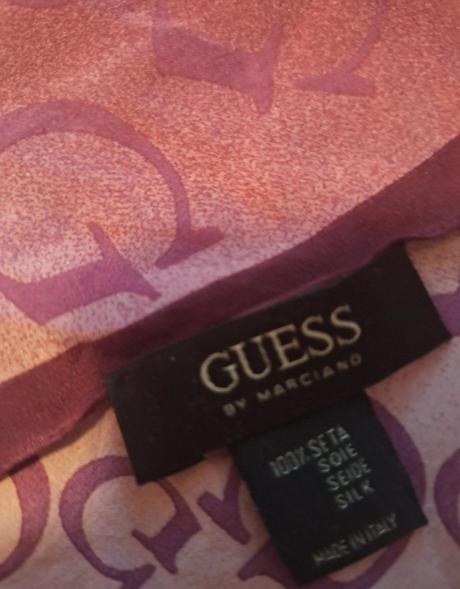 GUESS
BY MARCIANO
100% SETA
SOIE
SEIDE
SILK
MADE IN ITALY